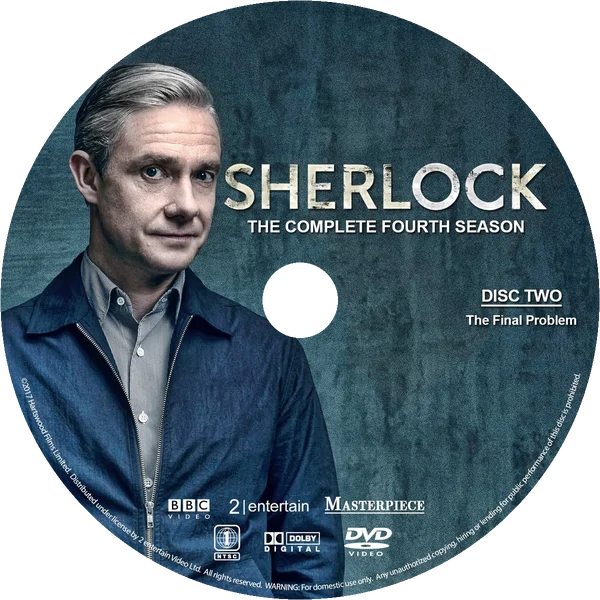 SHERLOCK
THE COMPLETE FOURTH SEASON
DISC TWO
The Final Problem
BBC
VIDEO
2|entertain
MASTERPIECE
1
NTSC
DOLBY
DIGITAL
DVD
VIDEO
©2017 Hartswood Films Limited. Distributed under license by 2 entertain Video Ltd. All rights reserved. WARNING: For domestic use only. Any unauthorized copying, hiring or lending for public performance of this disc is prohibited.